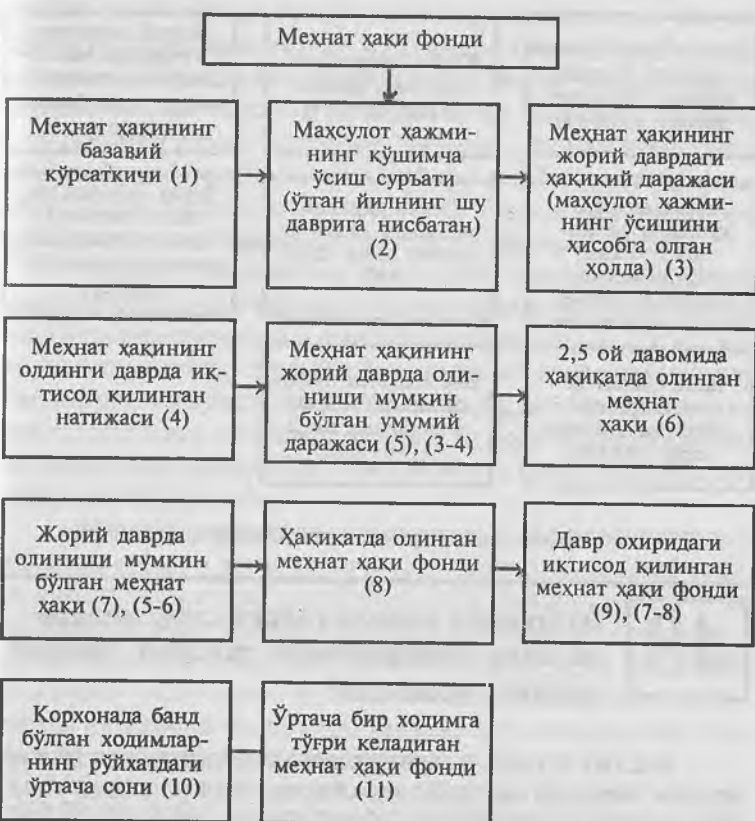 Меҳнат ҳақи фонди
Меҳнат ҳақининг
базавий
кўрсаткичи (1)
Маҳсулот ҳажми-
нинг қўшимча
ўсиш суръати
(ўтган йилнинг шу
даврига нисбатан)
(2)
Меҳнат ҳақининг
жорий даврдаги
ҳақиқий даражаси
(маҳсулот ҳажми-
нинг ўсишини
ҳисобга олган
ҳолда) (3)
Меҳнат ҳақининг
олдинги даврда иқ-
тисод қилинган
натижаси (4)
Меҳнат ҳақининг
жорий даврда оли-
ниши мумкин
бўлган умумий
даражаси (5), (3-4)
2,5 ой давомида
ҳақиқатда олинган
меҳнат
ҳақи (6)
Жорий даврда
олиниши мумкин
бўлган меҳнат
ҳақи (7), (5-6)
Ҳақиқатда олинган
меҳнат ҳақи фонди
(8)
Давр охиридаги
иқтисод қилинган
меҳнат ҳақи фонди
(9), (7-8)
Корхонада банд
бўлган ходимлар-
нинг рўйхатдаги
ўртача сони (10)
Ўртача бир ходимга
тўғри келадиган
меҳнат ҳақи фонди
(11)